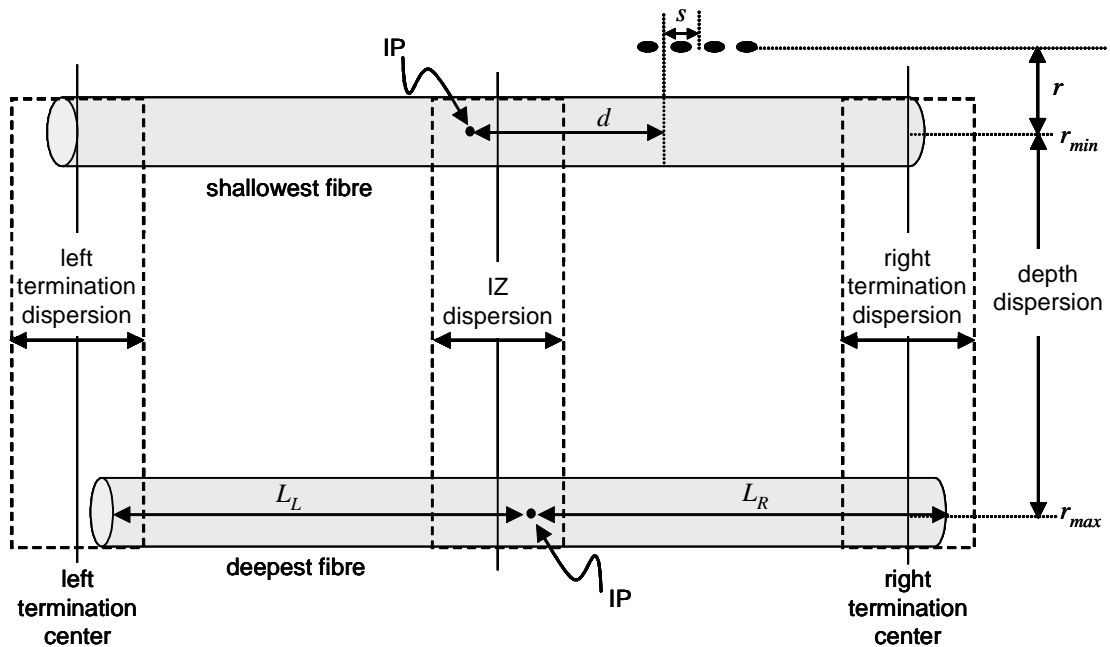 s
IP
r
d
r_min
shallowest fibre
left
termination
dispersion
IZ
dispersion
right
termination
dispersion
depth
dispersion
L_L
L_R
r_max
deepest fibre
IP
left
termination
center
right
termination
center